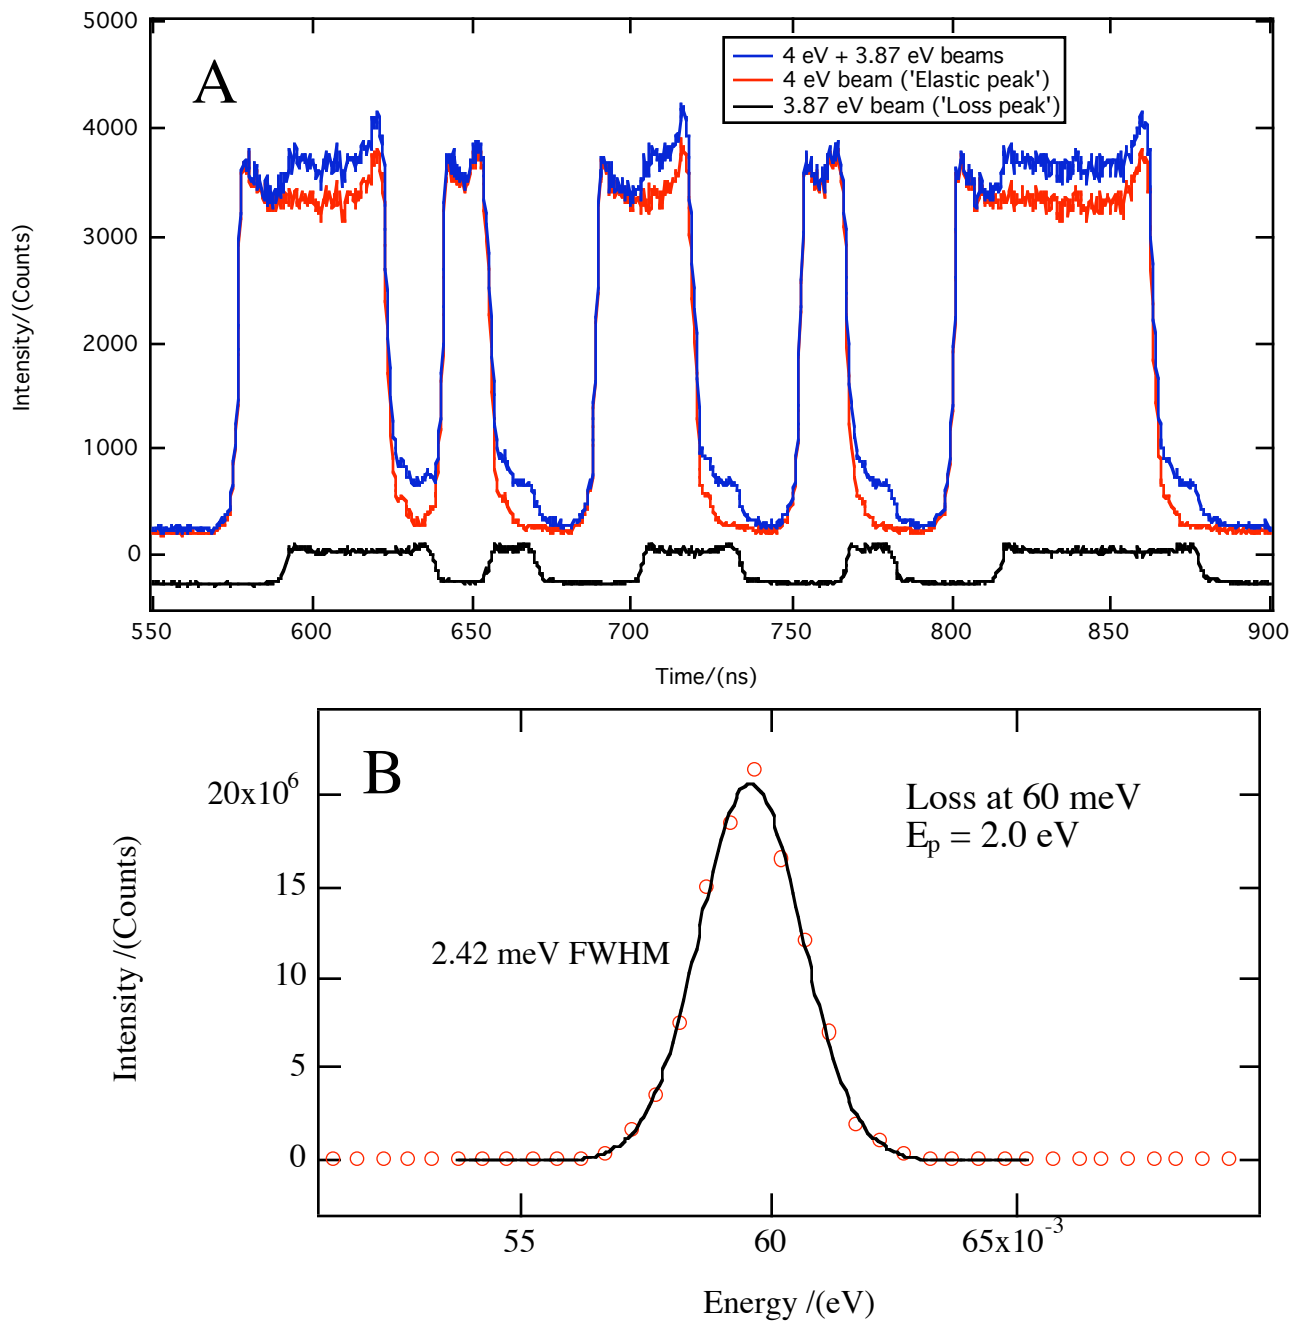 5000
4000
3000
2000
1000
0
Intensity/(Counts)
A
4 eV + 3.87 eV beams
4 eV beam ('Elastic peak')
3.87 eV beam ('Loss peak')
550 600 650 700 750 800 850 900
Time/(ns)
B
20x10⁶
15
10
5
0
Intensity /(Counts)
Loss at 60 meV
Eₚ = 2.0 eV
2.42 meV FWHM
55 60 65x10⁻³
Energy /(eV)